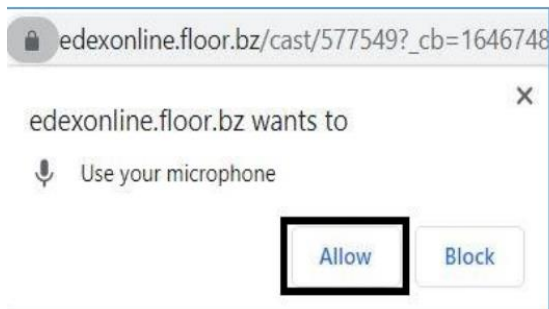 edexonline.floor.bz/cast/577549?_cb=1646748
edexonline.floor.bz wants to
Use your microphone
Allow Block